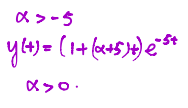 α > -5
y(t) = (1+(α+5)t)e^{-5t}
α > 0.